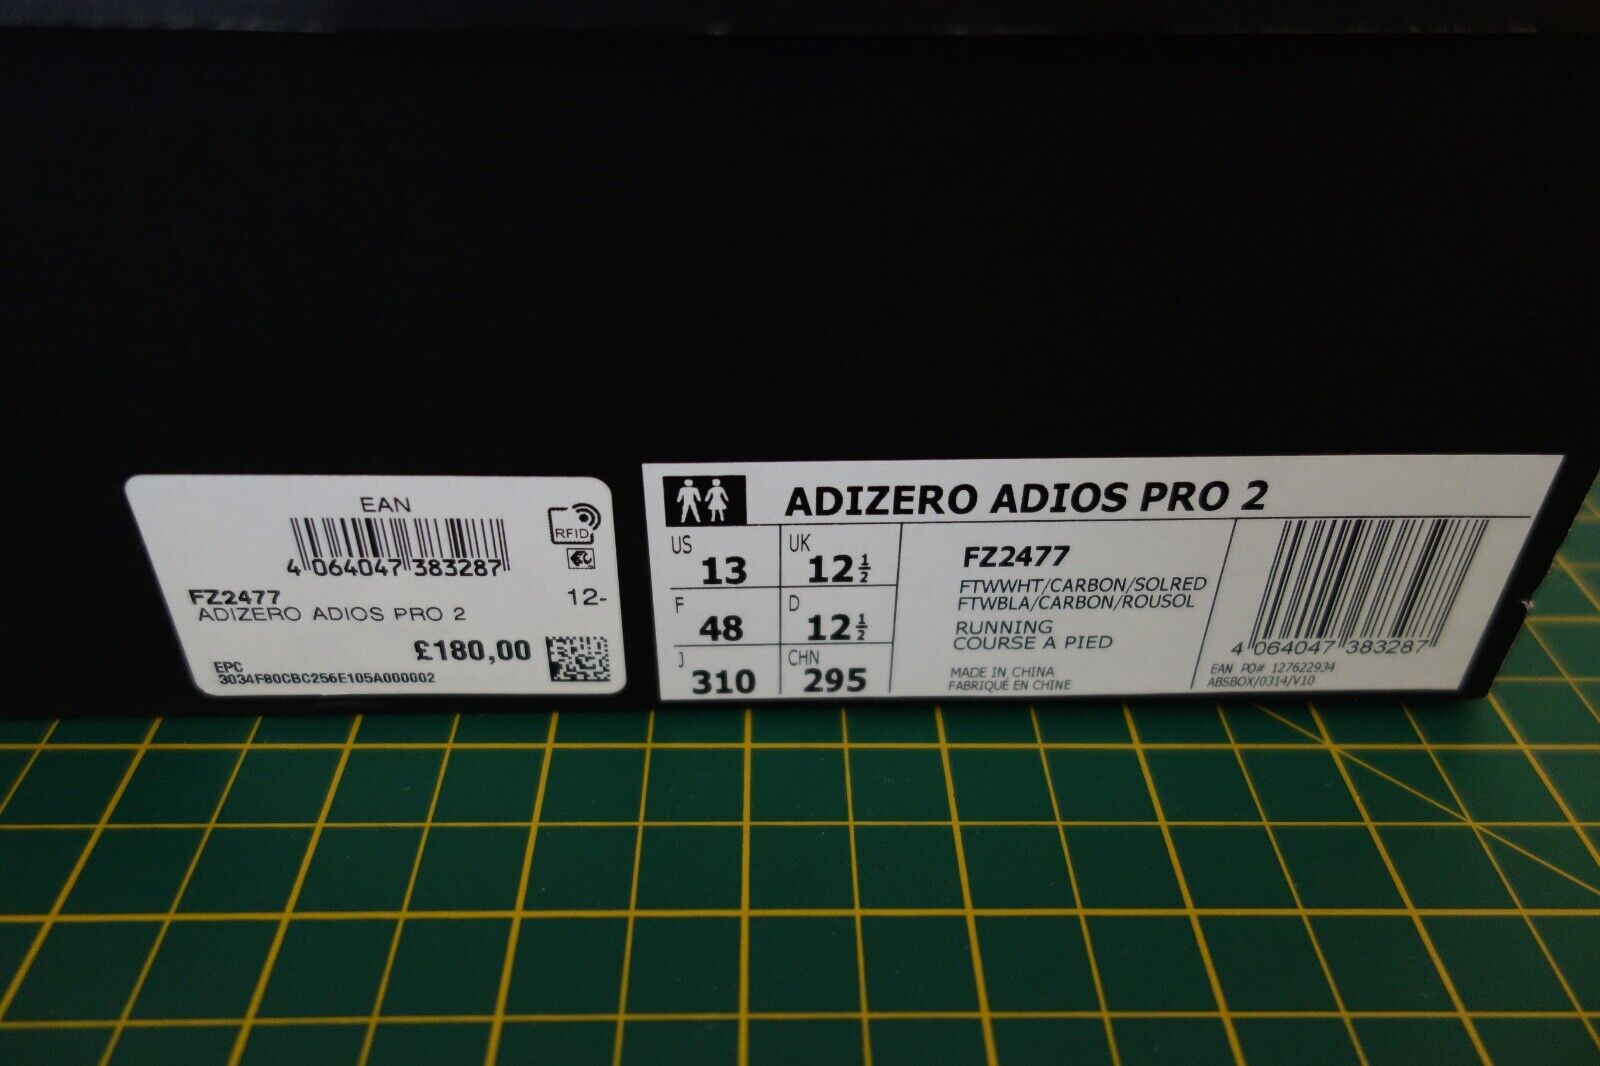 EAN
4 064047 383287
RFID
FZ2477
12-
ADIZERO ADIOS PRO 2
£180,00
EPC
3034F80CBC256E105A000002
ADIZERO ADIOS PRO 2
US 13
UK 12½
F 48
D 12½
J 310
CHN 295
FZ2477
FTWWHT/CARBON/SOLRED
FTWBLA/CARBON/ROUSOL
RUNNING
COURSE A PIED
MADE IN CHINA
FABRIQUÉ EN CHINE
4 064047 383287
EAN PO# 127622934
ABSBOX/0314/V10